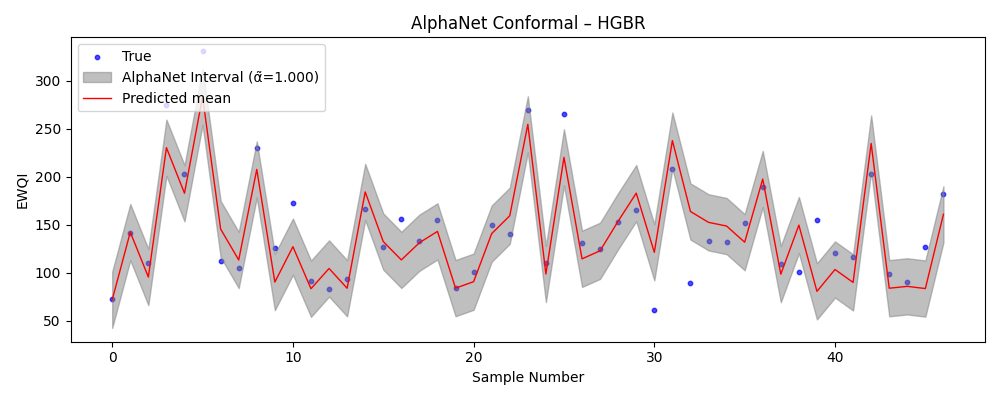 AlphaNet Conformal – HGBR
True
AlphaNet Interval (α̃=1.000)
Predicted mean
EWQI
300
250
200
150
100
50
0
10
20
30
40
Sample Number